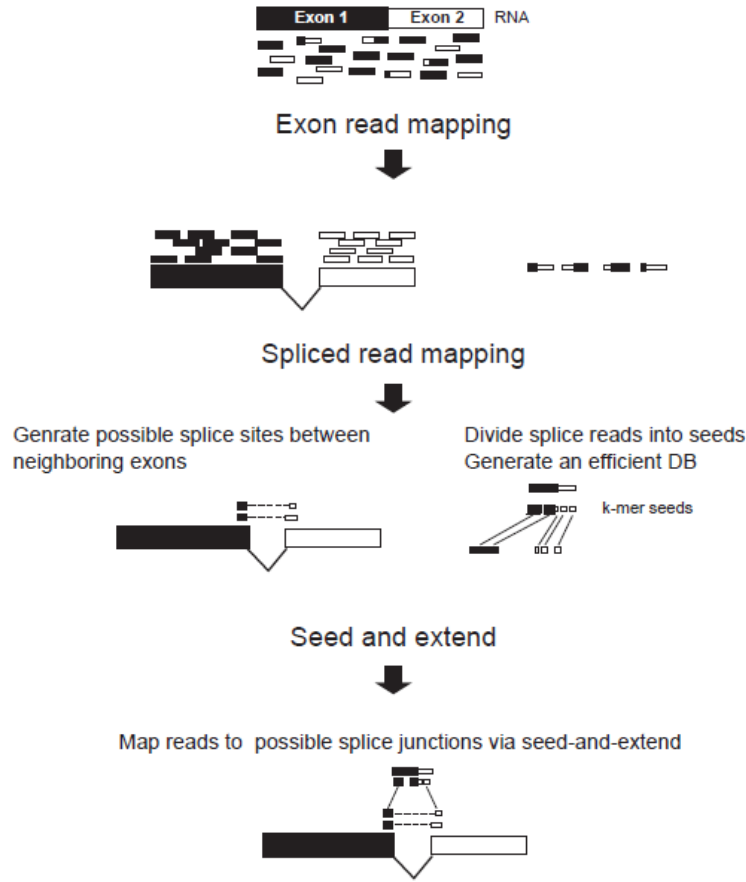 Exon 1 Exon 2 RNA
Exon read mapping
Spliced read mapping
Genrate possible splice sites between
neighboring exons
Divide splice reads into seeds
Generate an efficient DB
k-mer seeds
Seed and extend
Map reads to possible splice junctions via seed-and-extend